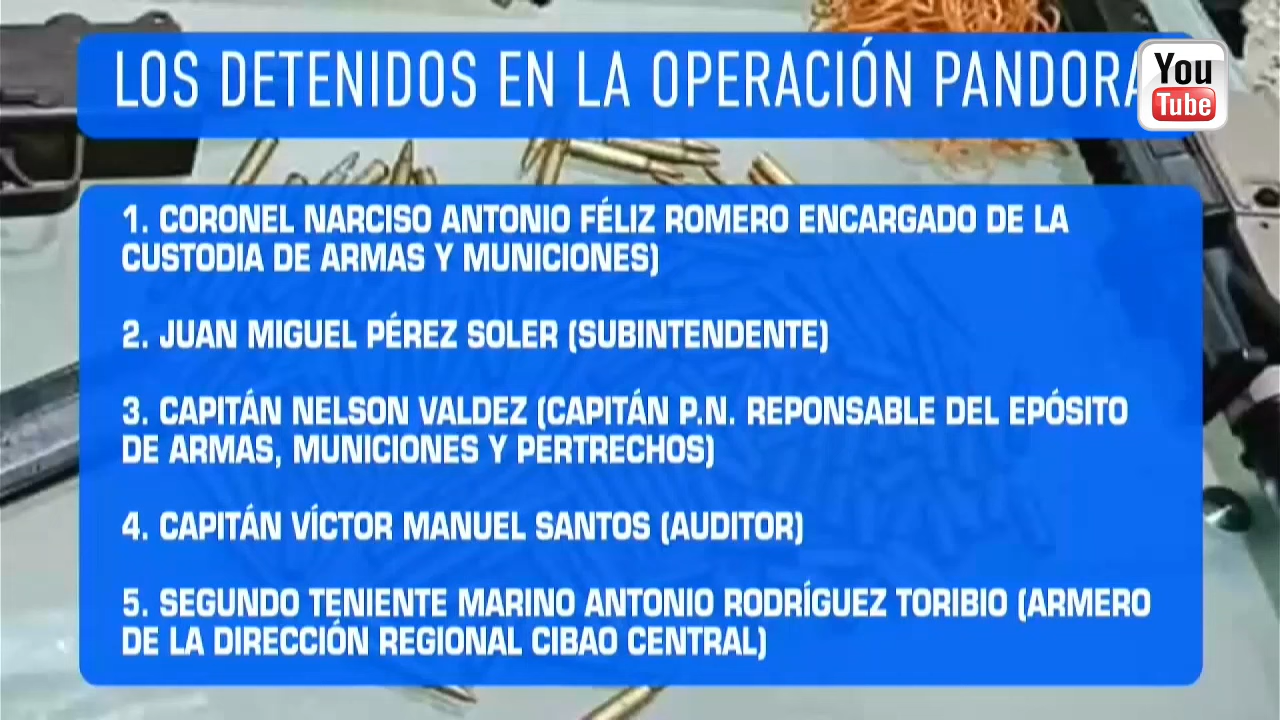 LOS DETENIDOS EN LA OPERACIÓN PANDORA
You
Tube
1. CORONEL NARCISO ANTONIO FÉLIZ ROMERO ENCARGADO DE LA
CUSTODIA DE ARMAS Y MUNICIONES)
2. JUAN MIGUEL PÉREZ SOLER (SUBINTENDENTE)
3. CAPITÁN NELSON VALDEZ (CAPITÁN P.N. REPONSABLE DEL EPÓSITO
DE ARMAS, MUNICIONES Y PERTRECHOS)
4. CAPITÁN VÍCTOR MANUEL SANTOS (AUDITOR)
5. SEGUNDO TENIENTE MARINO ANTONIO RODRÍGUEZ TORIBIO (ARMERO
DE LA DIRECCIÓN REGIONAL CIBAO CENTRAL)